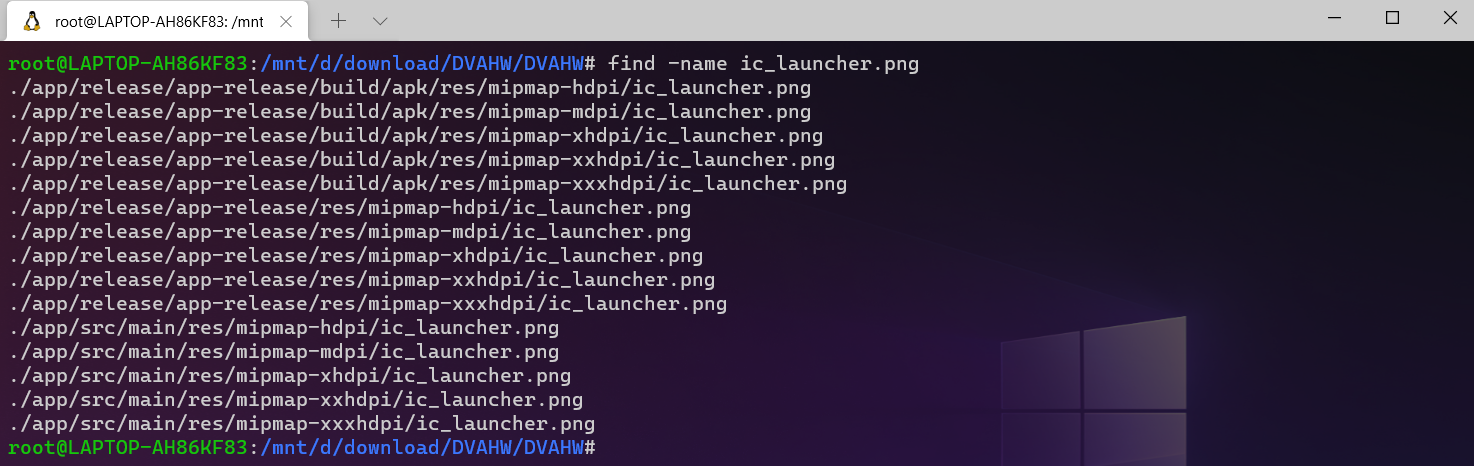 root@LAPTOP-AH86KF83: /mnt
root@LAPTOP-AH86KF83:/mnt/d/download/DVAHW/DVAHW# find -name ic_launcher.png
./app/release/app-release/build/apk/res/mipmap-hdpi/ic_launcher.png
./app/release/app-release/build/apk/res/mipmap-mdpi/ic_launcher.png
./app/release/app-release/build/apk/res/mipmap-xhdpi/ic_launcher.png
./app/release/app-release/build/apk/res/mipmap-xxhdpi/ic_launcher.png
./app/release/app-release/build/apk/res/mipmap-xxxhdpi/ic_launcher.png
./app/release/app-release/res/mipmap-hdpi/ic_launcher.png
./app/release/app-release/res/mipmap-mdpi/ic_launcher.png
./app/release/app-release/res/mipmap-xhdpi/ic_launcher.png
./app/release/app-release/res/mipmap-xxhdpi/ic_launcher.png
./app/release/app-release/res/mipmap-xxxhdpi/ic_launcher.png
./app/src/main/res/mipmap-hdpi/ic_launcher.png
./app/src/main/res/mipmap-mdpi/ic_launcher.png
./app/src/main/res/mipmap-xhdpi/ic_launcher.png
./app/src/main/res/mipmap-xxhdpi/ic_launcher.png
./app/src/main/res/mipmap-xxxhdpi/ic_launcher.png
root@LAPTOP-AH86KF83:/mnt/d/download/DVAHW/DVAHW#